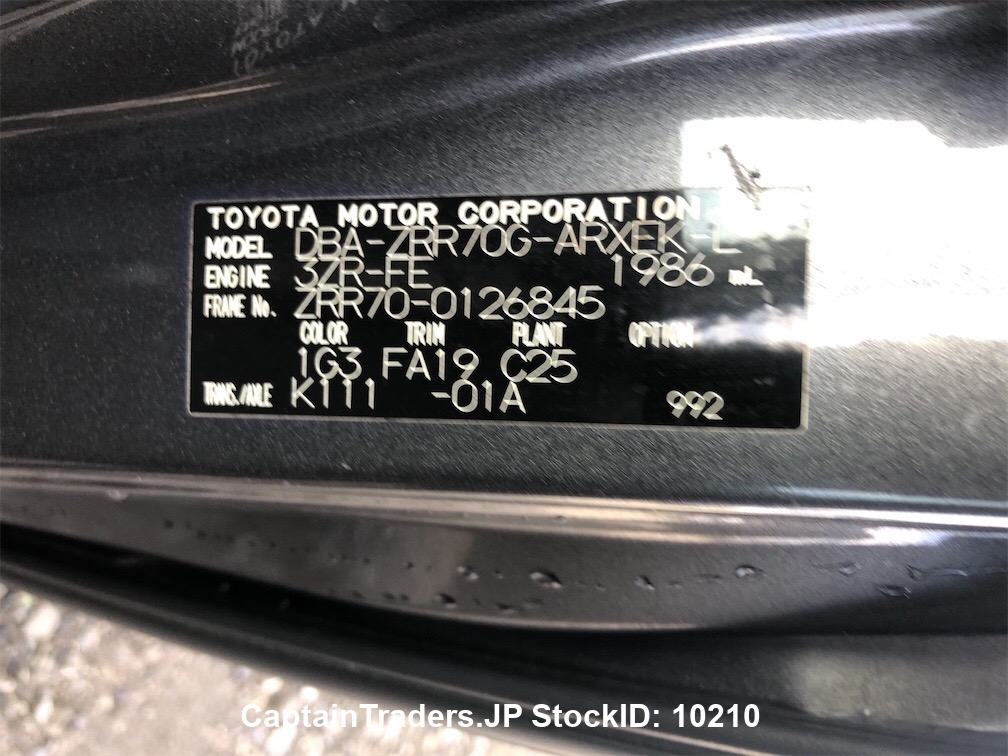 TOYOTA MOTOR CORPORATION
MODEL DBA-ZRR70G-ARXEK-L
ENGINE 3ZR-FE 1986 mL
FRAME No. ZRR70-0126845
COLOR TRIM PLANT OPTION
1G3 FA19 C25
TRANS./AXLE K111 -01A 992
CaptainTraders.JP StockID: 10210